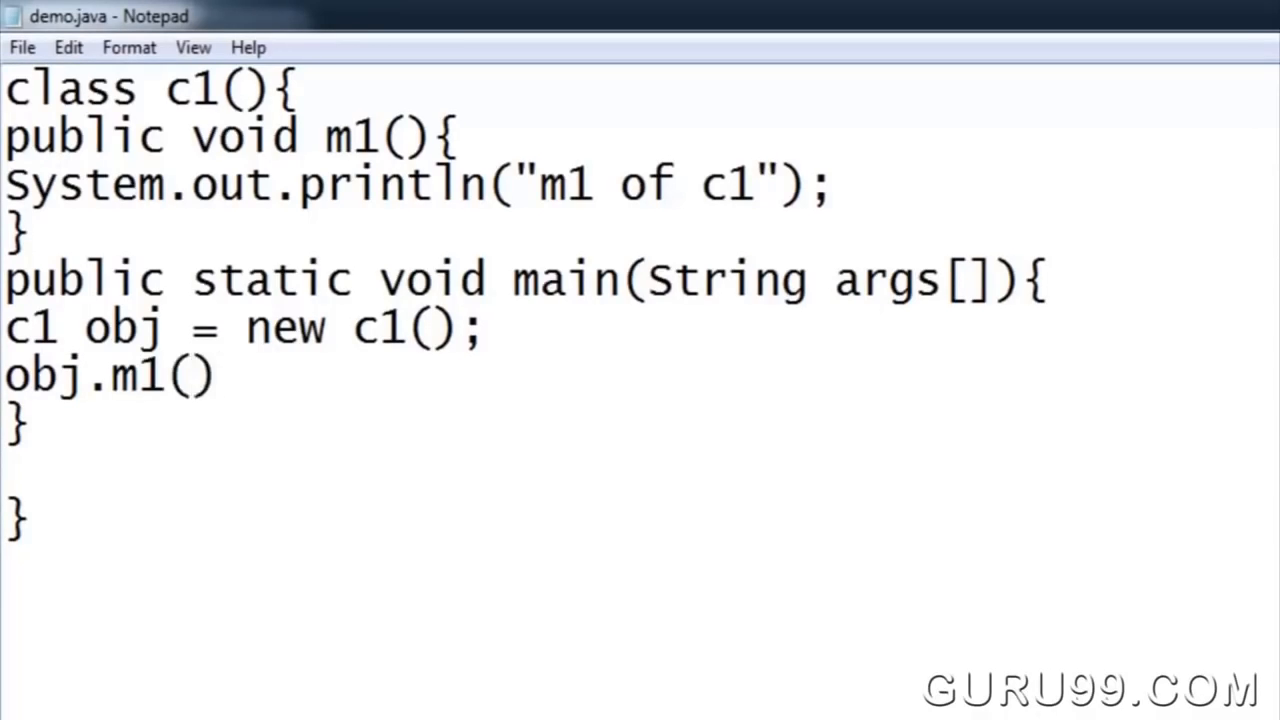 demo.java - Notepad
File Edit Format View Help
class c1(){
public void m1(){
System.out.println("m1 of c1");
}
public static void main(String args[]){
c1 obj = new c1();
obj.m1()
}
}
GURU99.COM